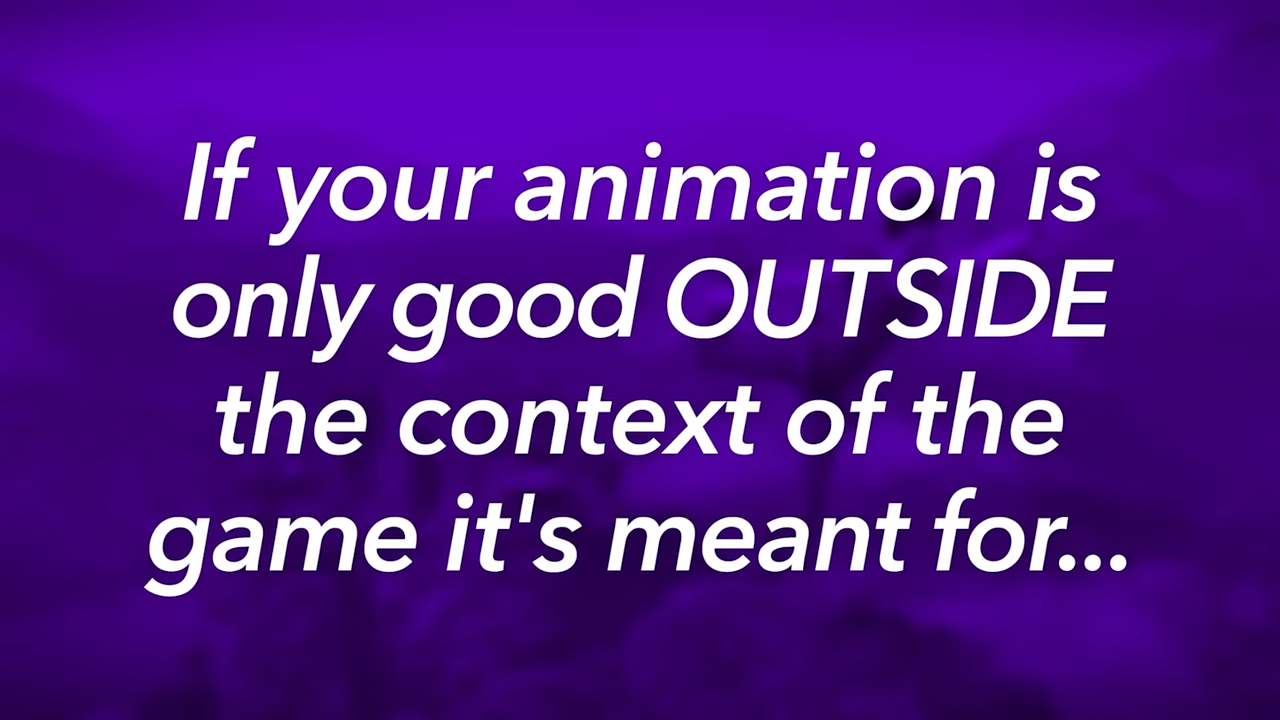 If your animation is
only good OUTSIDE
the context of the
game it's meant for...